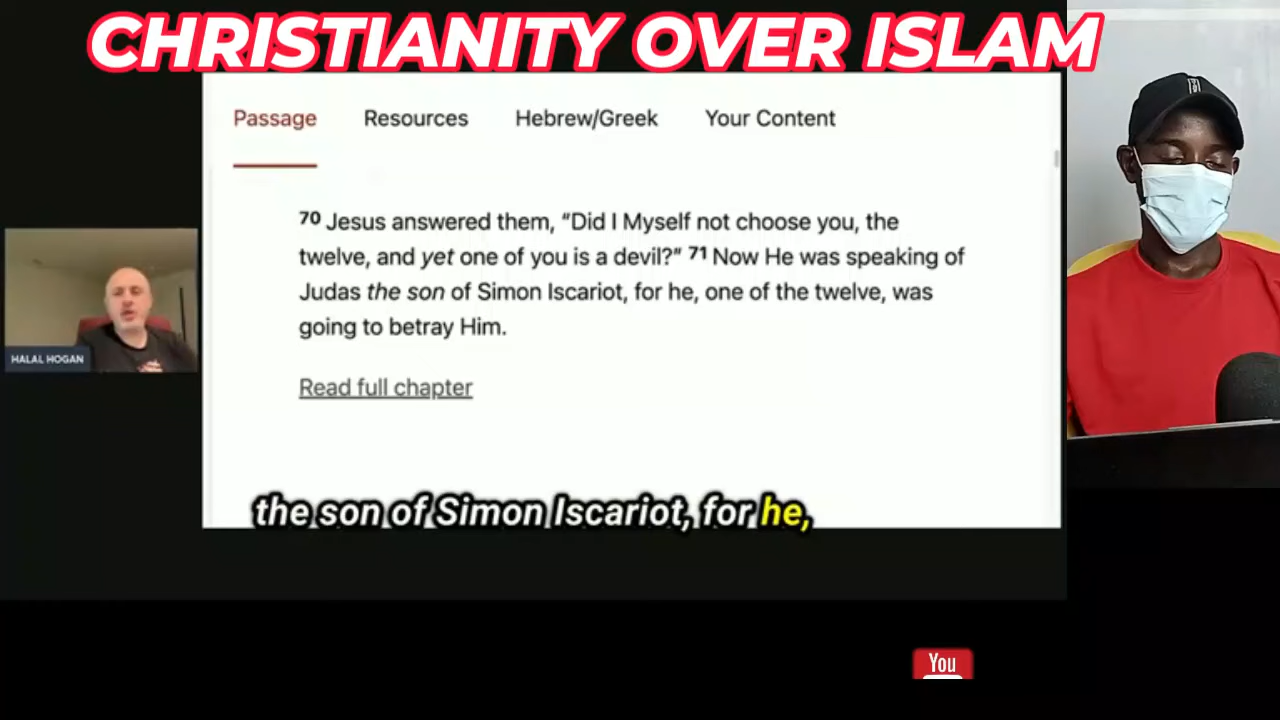 CHRISTIANITY OVER ISLAM
Passage Resources Hebrew/Greek Your Content
70 Jesus answered them, “Did I Myself not choose you, the
twelve, and yet one of you is a devil?” 71 Now He was speaking of
Judas the son of Simon Iscariot, for he, one of the twelve, was
going to betray Him.
Read full chapter
HALAL HOGAN
the son of Simon Iscariot, for he,
You